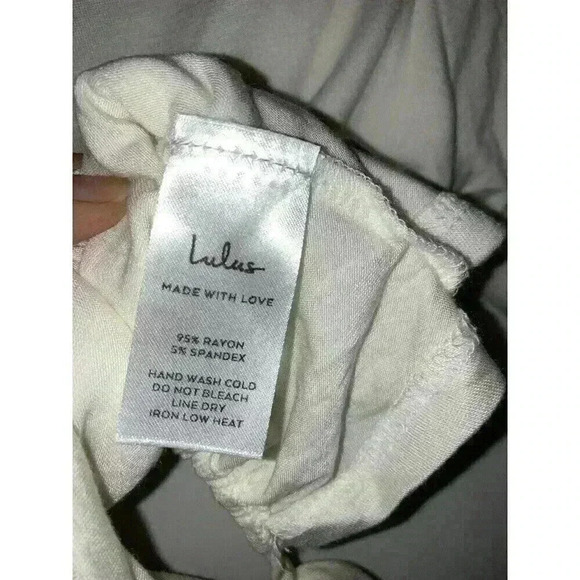 Lulus
MADE WITH LOVE
95% RAYON
5% SPANDEX
HAND WASH COLD
DO NOT BLEACH
LINE DRY
IRON LOW HEAT